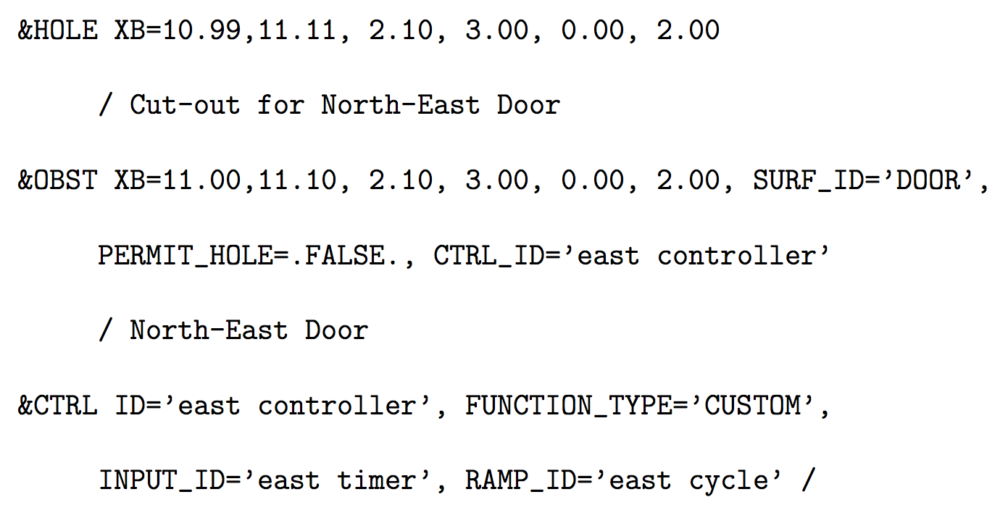 &HOLE XB=10.99,11.11, 2.10, 3.00, 0.00, 2.00
/ Cut-out for North-East Door
&OBST XB=11.00,11.10, 2.10, 3.00, 0.00, 2.00, SURF_ID=’DOOR’,
PERMIT_HOLE=.FALSE., CTRL_ID=’east controller’
/ North-East Door
&CTRL ID=’east controller’, FUNCTION_TYPE=’CUSTOM’,
INPUT_ID=’east timer’, RAMP_ID=’east cycle’ /